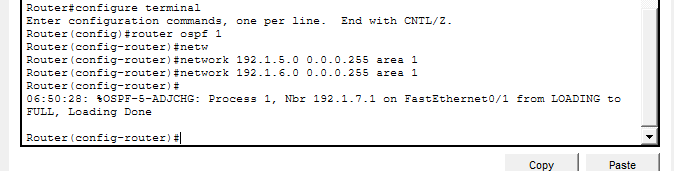 Router#configure terminal
Enter configuration commands, one per line.  End with CNTL/Z.
Router(config)#router ospf 1
Router(config-router)#netw
Router(config-router)#network 192.1.5.0 0.0.0.255 area 1
Router(config-router)#network 192.1.6.0 0.0.0.255 area 1
Router(config-router)#
06:50:28: %OSPF-5-ADJCHG: Process 1, Nbr 192.1.7.1 on FastEthernet0/1 from LOADING to
FULL, Loading Done
Router(config-router)#
Copy Paste